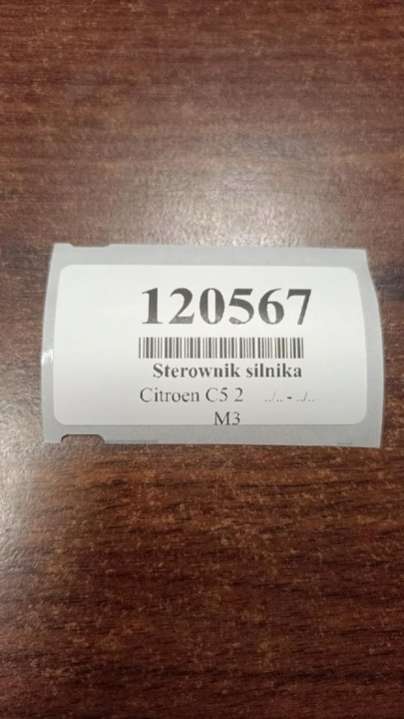 120567
Sterownik silnika
Citroen C5 2 ../.. - ../..
M3